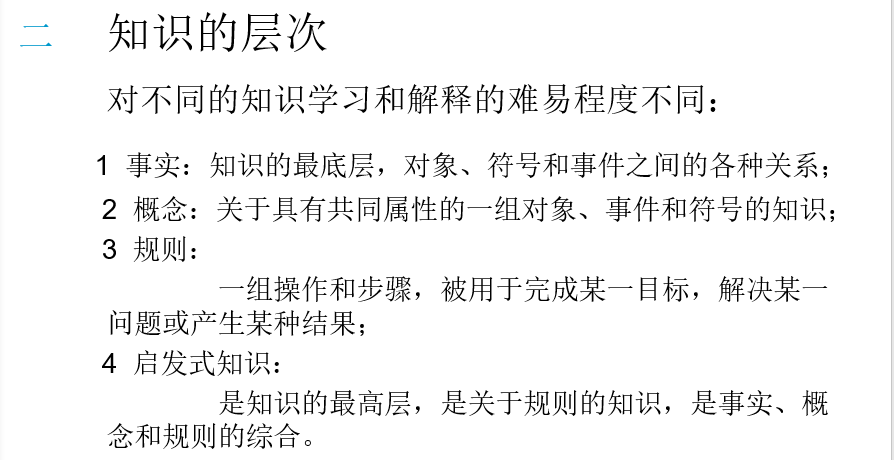 二 知识的层次
对不同的知识学习和解释的难易程度不同：
1 事实：知识的最底层，对象、符号和事件之间的各种关系；
2 概念：关于具有共同属性的一组对象、事件和符号的知识；
3 规则：
一组操作和步骤，被用于完成某一目标，解决某一
问题或产生某种结果；
4 启发式知识：
是知识的最高层，是关于规则的知识，是事实、概
念和规则的综合。